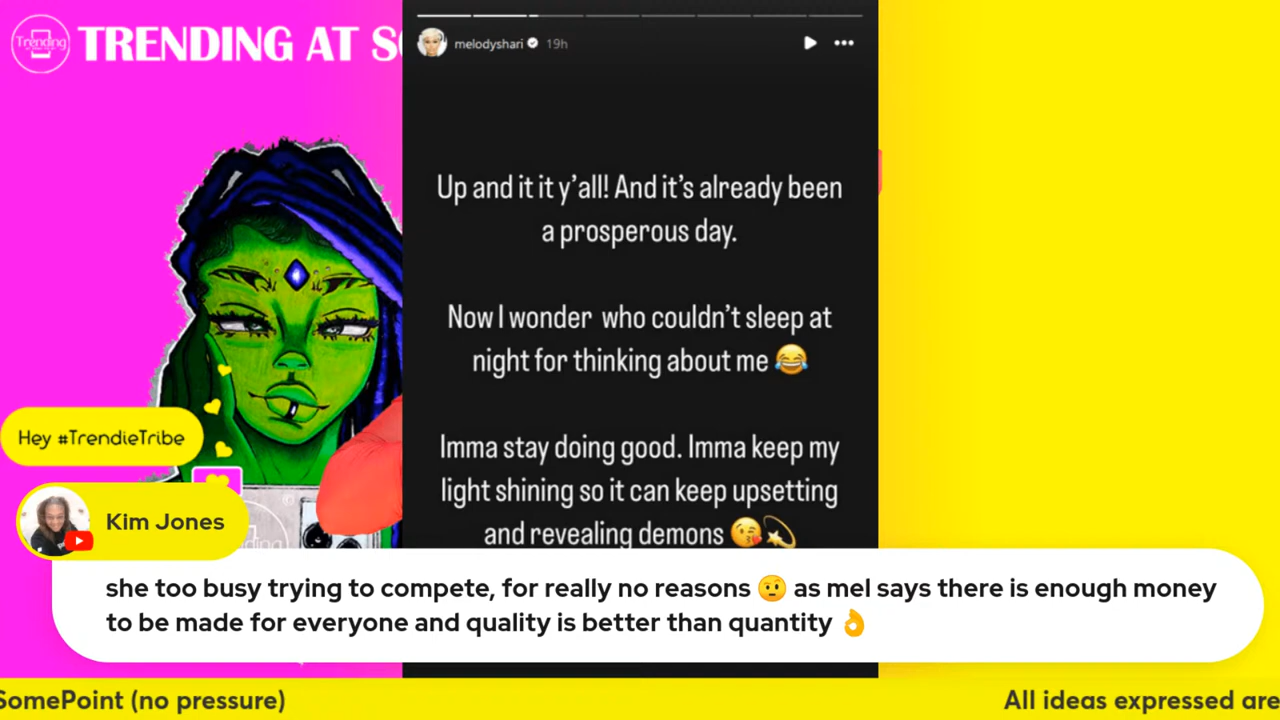 Trending
TRENDING AT S
melodyshari 19h
Up and it it y'all! And it's already been
a prosperous day.
Now I wonder who couldn't sleep at
night for thinking about me 😂
Imma stay doing good. Imma keep my
light shining so it can keep upsetting
and revealing demons 😘💫
Hey #TrendieTribe
Kim Jones
she too busy trying to compete, for really no reasons 🤨 as mel says there is enough money
to be made for everyone and quality is better than quantity 👌
SomePoint (no pressure)
All ideas expressed are